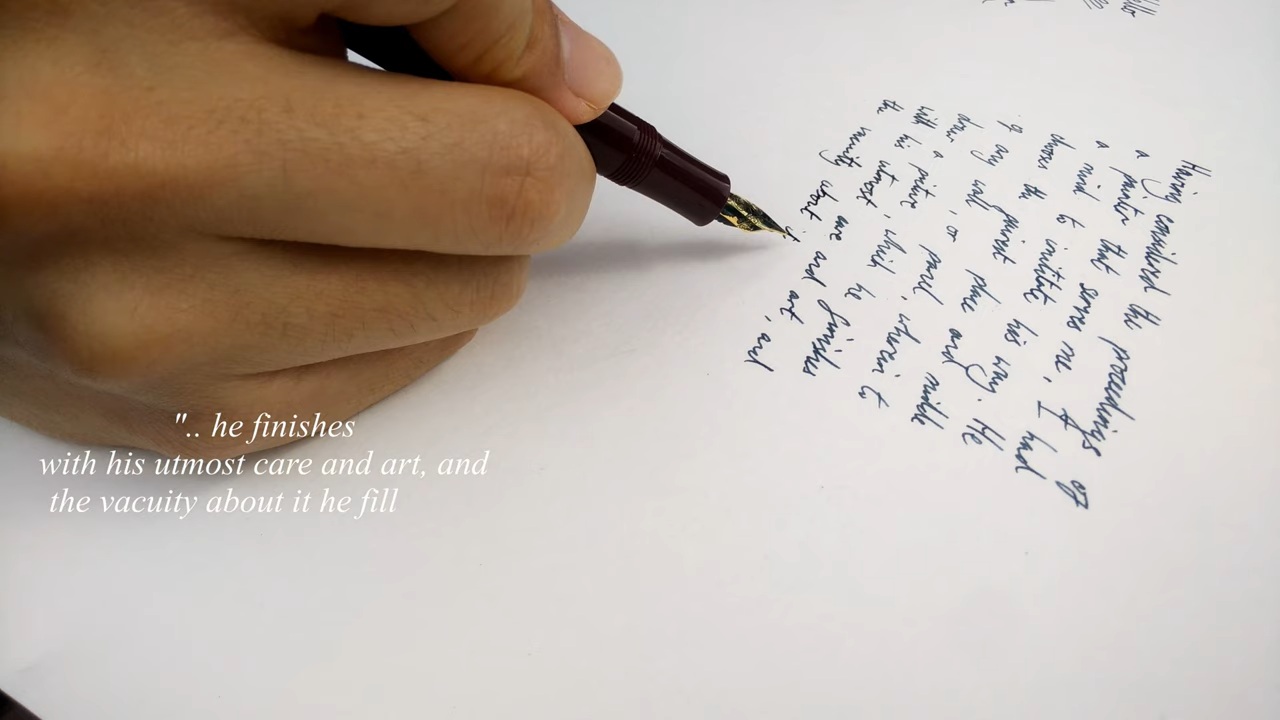 Having considered the proceedings of
a painter that serves me, I had
a mind to imitate his way. He
chooses the fairest place and middle
of any wall, or panel, wherein to
draw a picture, which he finishes
with his utmost care and art, and
the vacuity about it
".. he finishes
with his utmost care and art, and
the vacuity about it he fill